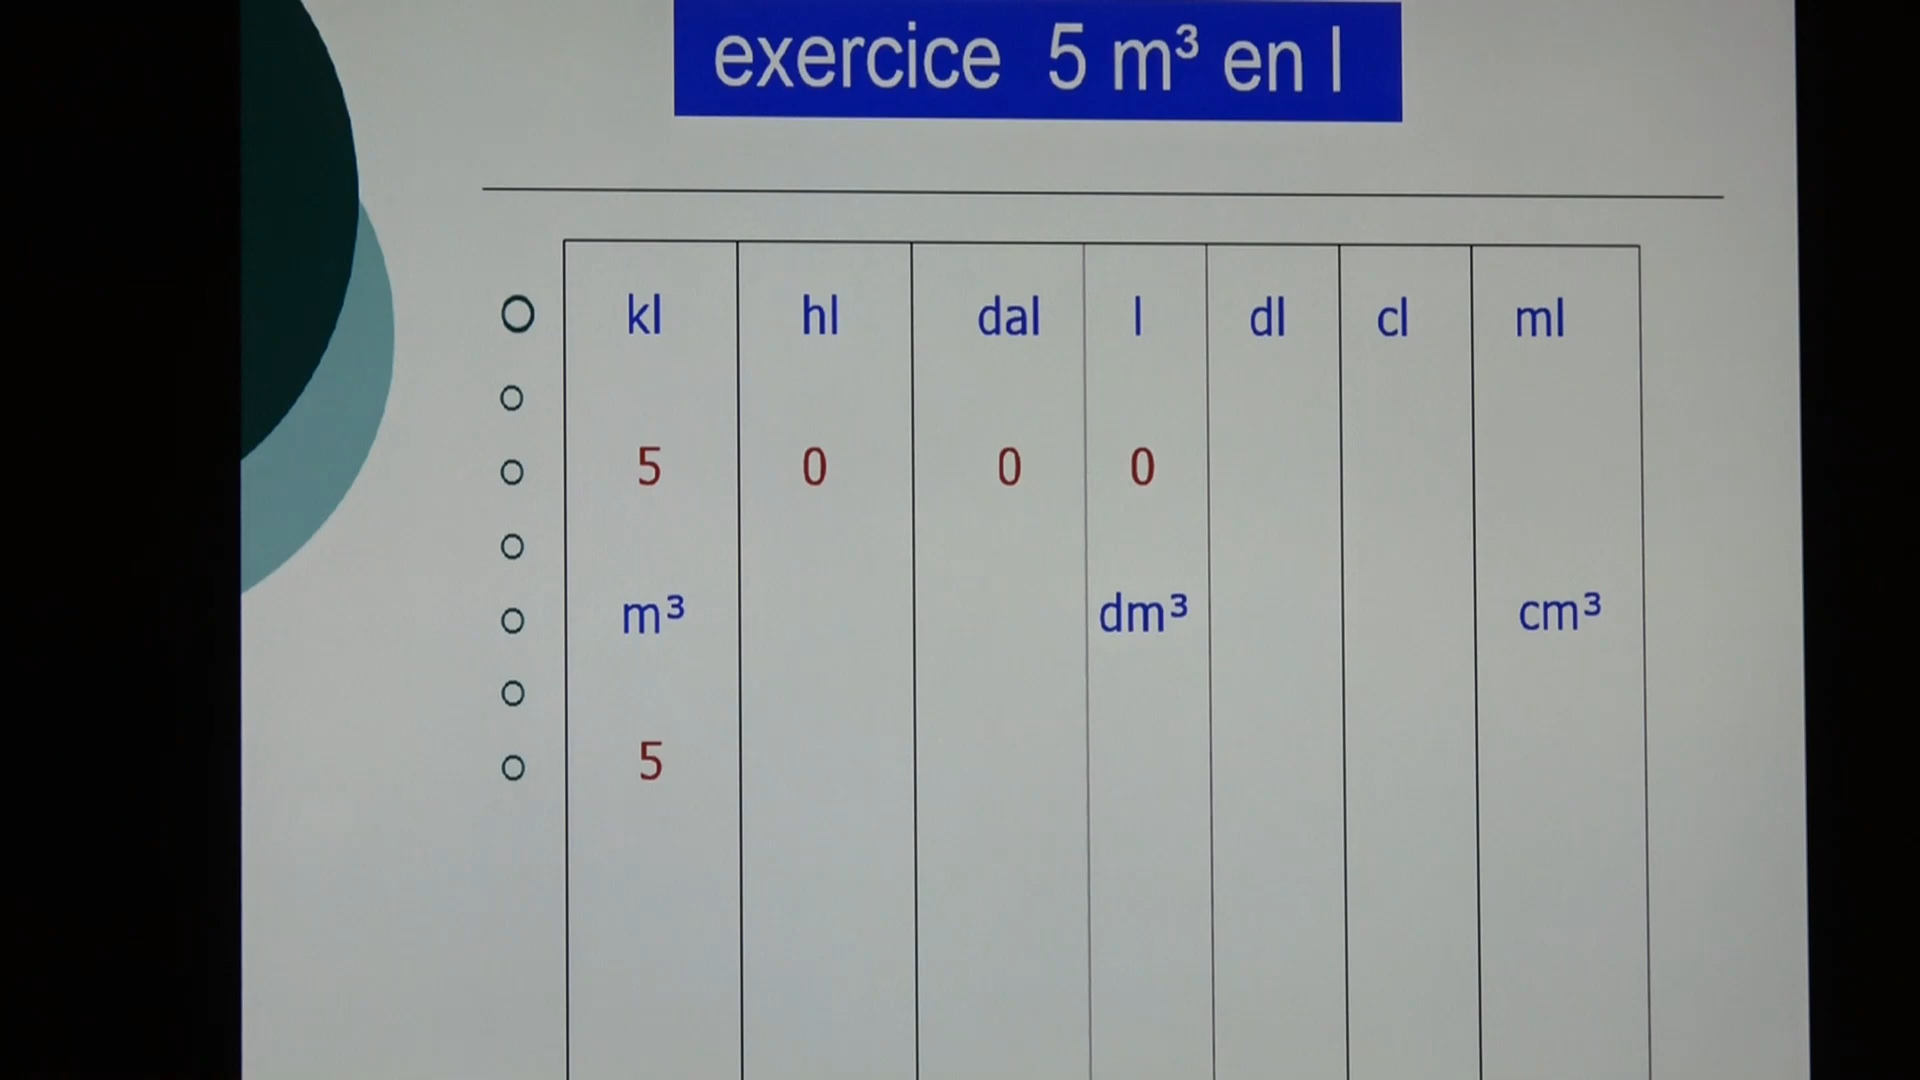 exercice 5 m³ en l
kl hl dal l dl cl ml
5 0 0 0
m³ dm³ cm³
5